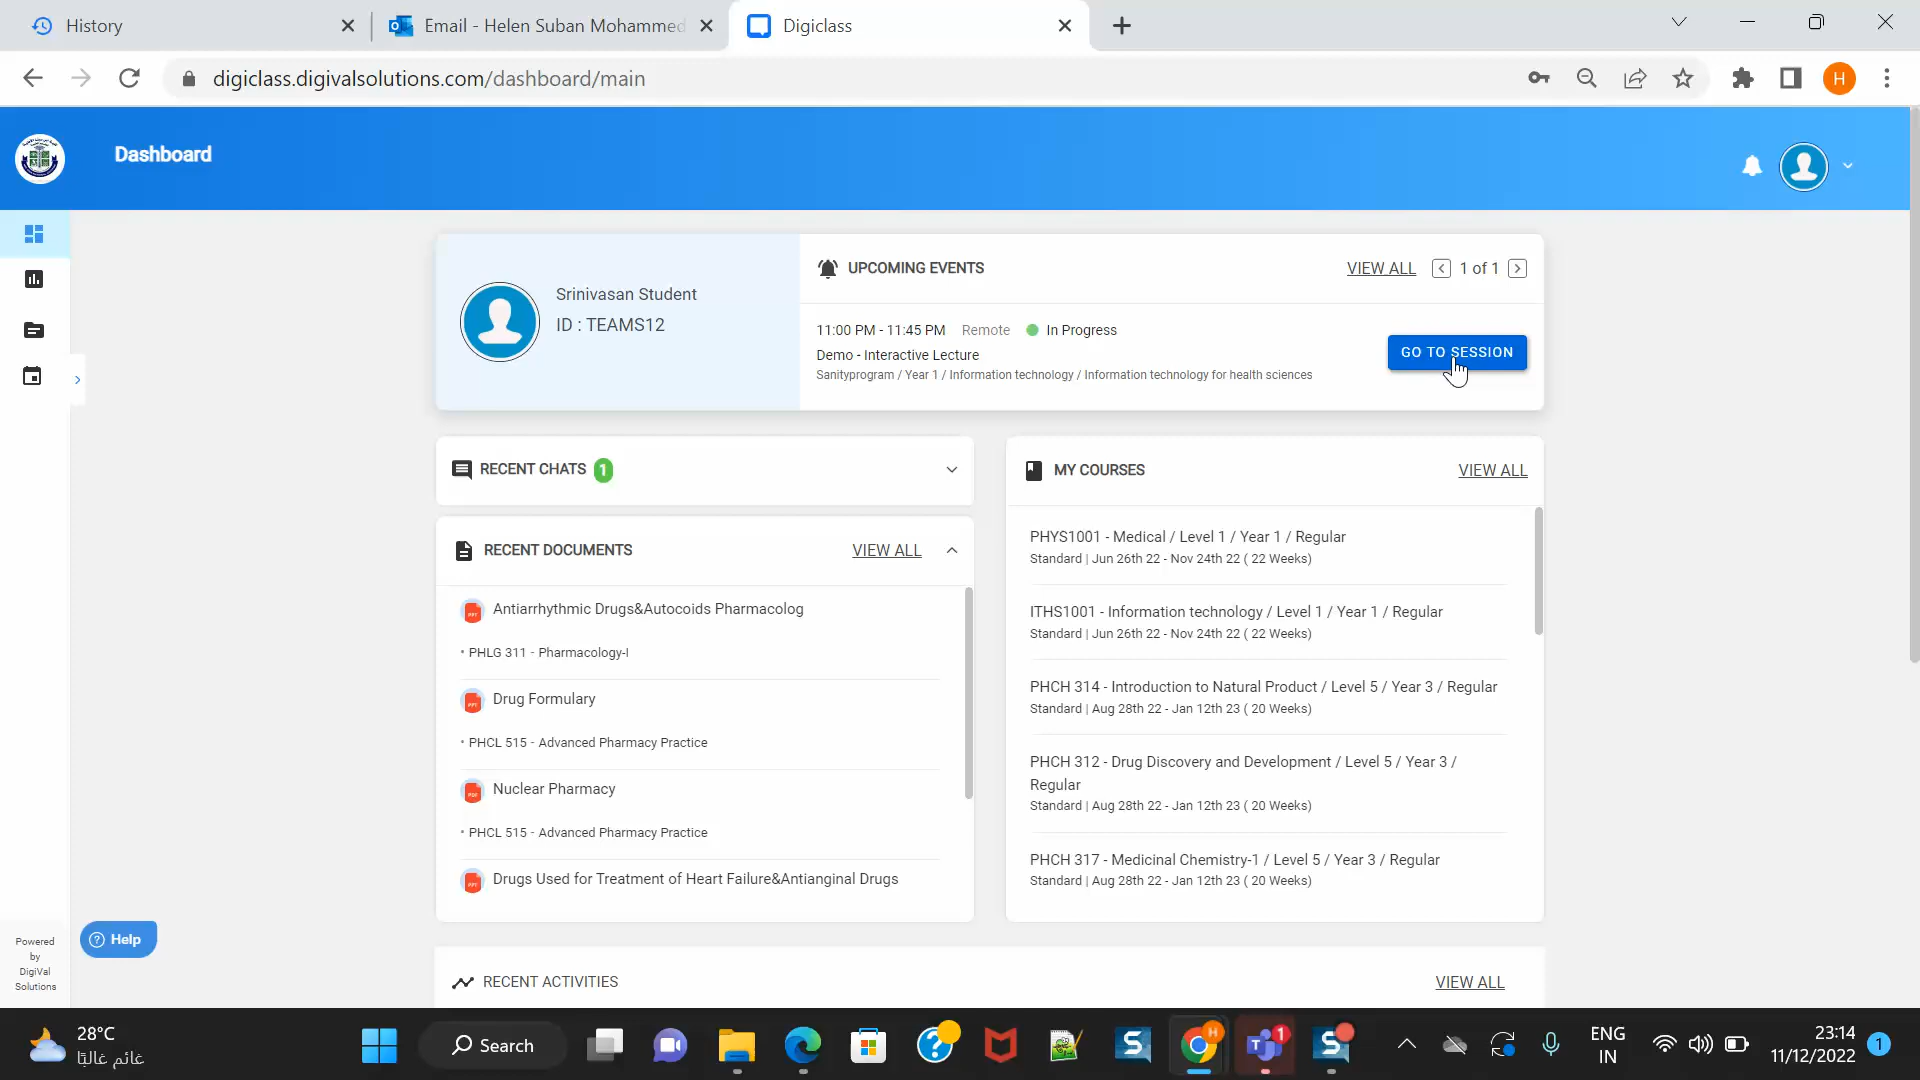 History
Email - Helen Suban Mohammed
Digiclass
digiclass.digivalsolutions.com/dashboard/main
H
Dashboard
Srinivasan Student
ID : TEAMS12
UPCOMING EVENTS
VIEW ALL
1 of 1
11:00 PM - 11:45 PM Remote In Progress
Demo - Interactive Lecture
Sanityprogram / Year 1 / Information technology / Information technology for health sciences
GO TO SESSION
RECENT CHATS 1
RECENT DOCUMENTS
VIEW ALL
Antiarrhythmic Drugs&Autocoids Pharmacolog
• PHLG 311 - Pharmacology-I
Drug Formulary
• PHCL 515 - Advanced Pharmacy Practice
Nuclear Pharmacy
• PHCL 515 - Advanced Pharmacy Practice
Drugs Used for Treatment of Heart Failure&Antianginal Drugs
MY COURSES
VIEW ALL
PHYS1001 - Medical / Level 1 / Year 1 / Regular
Standard | Jun 26th 22 - Nov 24th 22 ( 22 Weeks)
ITHS1001 - Information technology / Level 1 / Year 1 / Regular
Standard | Jun 26th 22 - Nov 24th 22 ( 22 Weeks)
PHCH 314 - Introduction to Natural Product / Level 5 / Year 3 / Regular
Standard | Aug 28th 22 - Jan 12th 23 ( 20 Weeks)
PHCH 312 - Drug Discovery and Development / Level 5 / Year 3 /
Regular
Standard | Aug 28th 22 - Jan 12th 23 ( 20 Weeks)
PHCH 317 - Medicinal Chemistry-1 / Level 5 / Year 3 / Regular
Standard | Aug 28th 22 - Jan 12th 23 ( 20 Weeks)
RECENT ACTIVITIES
VIEW ALL
Help
Powered
by
DigiVal
Solutions
28°C
غائم غالبًا
Search
ENG
IN
23:14
11/12/2022
1